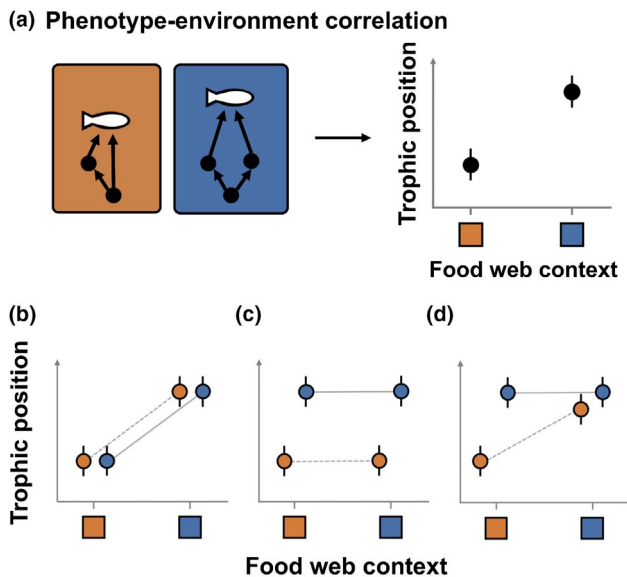 (a) Phenotype-environment correlation
Trophic position
Food web context
(b)
(c)
(d)
Trophic position
Food web context